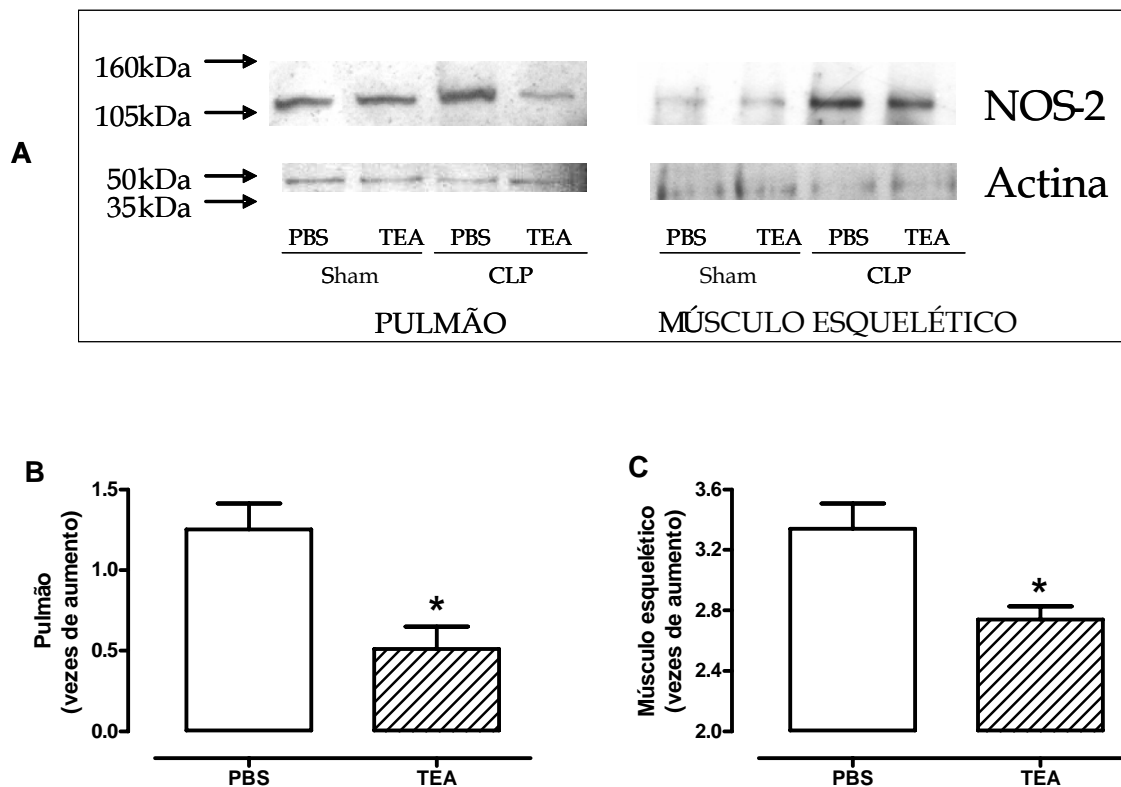 A
160kDa
105kDa
NOS-2
50kDa
35kDa
Actina
PBS TEA PBS TEA
Sham CLP
PULMÃO
PBS TEA PBS TEA
Sham CLP
MÚSCULO ESQUELÉTICO
B
Pulmão
(vezes de aumento)
1.5
1.0
0.5
0.0
*
PBS TEA
C
Músculo esquelético
(vezes de aumento)
3.6
3.2
2.8
2.4
2.0
*
PBS TEA